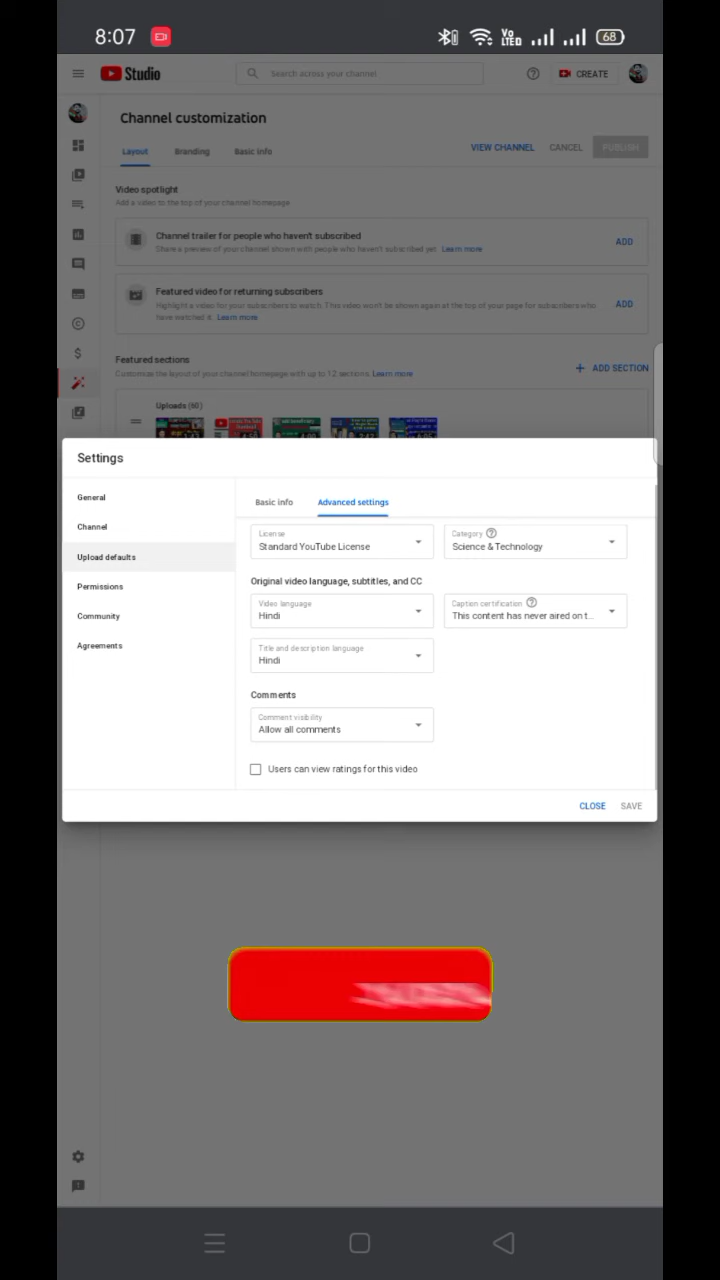 8:07
Vo
LTED
68
Studio
Search across your channel
CREATE
Channel customization
Layout
Branding
Basic info
VIEW CHANNEL
CANCEL
PUBLISH
Video spotlight
Add a video to the top of your channel homepage
Channel trailer for people who haven't subscribed
Share a preview of your channel shown with people who haven't subscribed yet. Learn more
ADD
Featured video for returning subscribers
Highlight a video for your subscribers to watch. This video won't be shown again at the top of your page for subscribers who
have watched it. Learn more
ADD
Featured sections
Customize the layout of your channel homepage with up to 12 sections. Learn more
ADD SECTION
Uploads (60)
Settings
General
Channel
Upload defaults
Permissions
Community
Agreements
Basic info
Advanced settings
License
Standard YouTube License
Category
Science & Technology
Original video language, subtitles, and CC
Video language
Hindi
Caption certification
This content has never aired on t...
Title and description language
Hindi
Comments
Comment visibility
Allow all comments
Users can view ratings for this video
CLOSE
SAVE